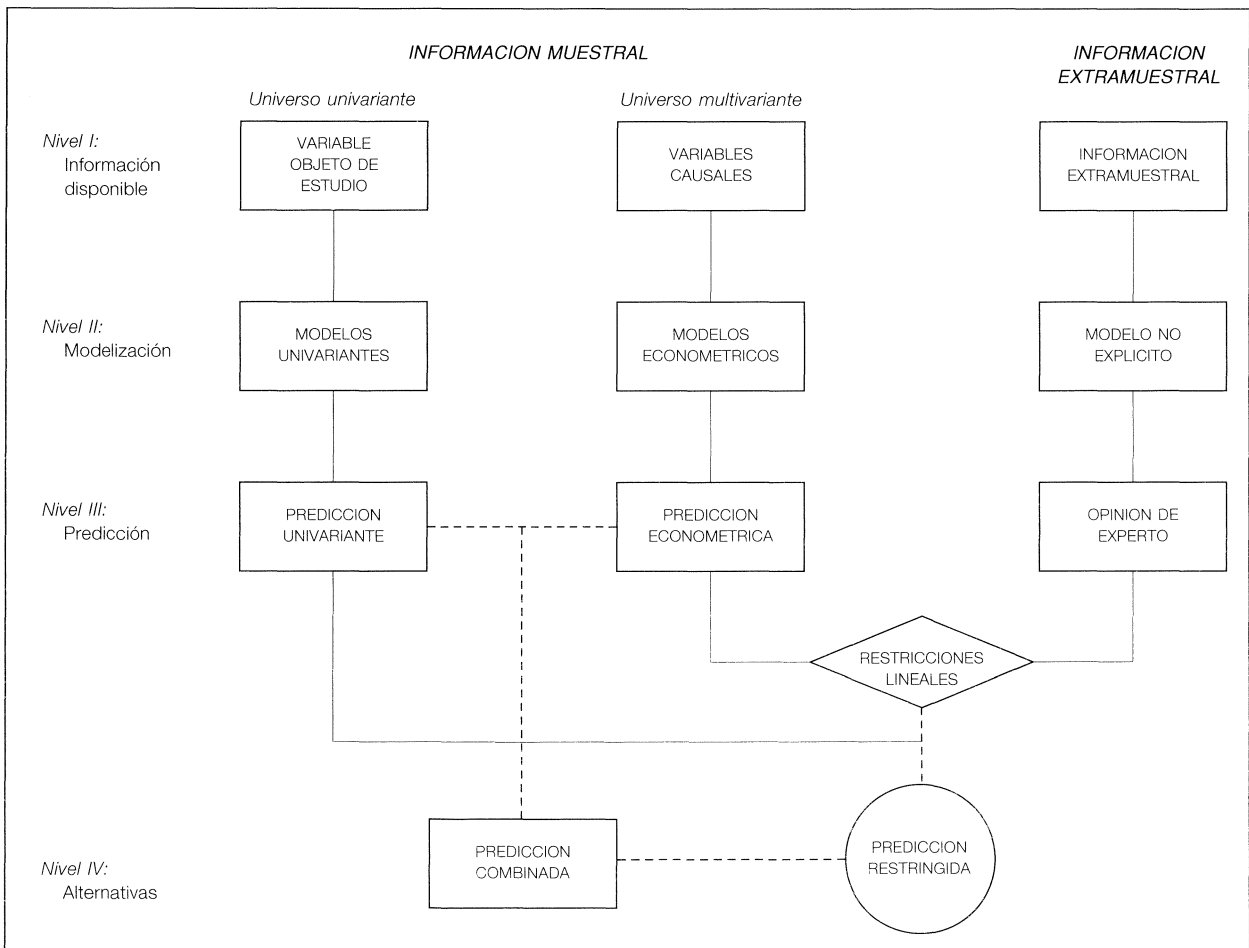 INFORMACION MUESTRAL
INFORMACION
EXTRAMUESTRAL
Universo univariante
Universo multivariante
Nivel I:
Información
disponible
VARIABLE
OBJETO DE
ESTUDIO
VARIABLES
CAUSALES
INFORMACION
EXTRAMUESTRAL
Nivel II:
Modelización
MODELOS
UNIVARIANTES
MODELOS
ECONOMETRICOS
MODELO NO
EXPLICITO
Nivel III:
Predicción
PREDICCION
UNIVARIANTE
PREDICCION
ECONOMETRICA
OPINION DE
EXPERTO
RESTRICCIONES
LINEALES
Nivel IV:
Alternativas
PREDICCION
COMBINADA
PREDICCION
RESTRINGIDA